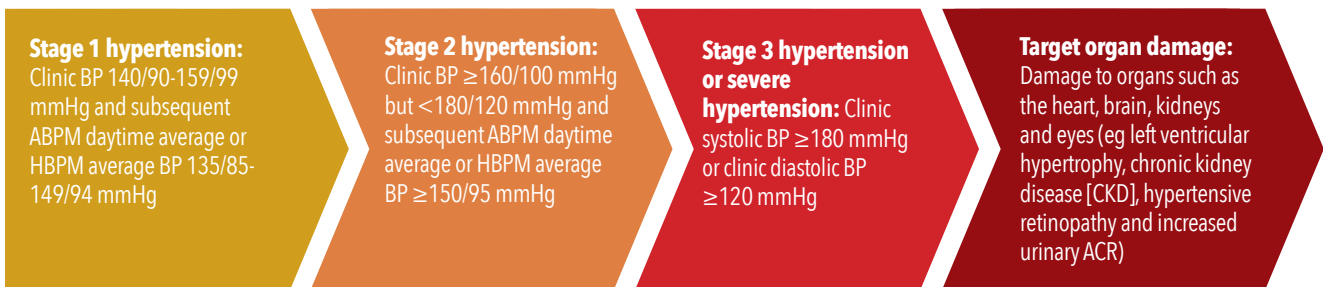 Stage 1 hypertension:
Clinic BP 140/90-159/99
mmHg and subsequent
ABPM daytime average or
HBPM average BP 135/85-
149/94 mmHg
Stage 2 hypertension:
Clinic BP ≥160/100 mmHg
but <180/120 mmHg and
subsequent ABPM daytime
average or HBPM average
BP ≥150/95 mmHg
Stage 3 hypertension
or severe
hypertension: Clinic
systolic BP ≥180 mmHg
or clinic diastolic BP
≥120 mmHg
Target organ damage:
Damage to organs such as
the heart, brain, kidneys
and eyes (eg left ventricular
hypertrophy, chronic kidney
disease [CKD], hypertensive
retinopathy and increased
urinary ACR)